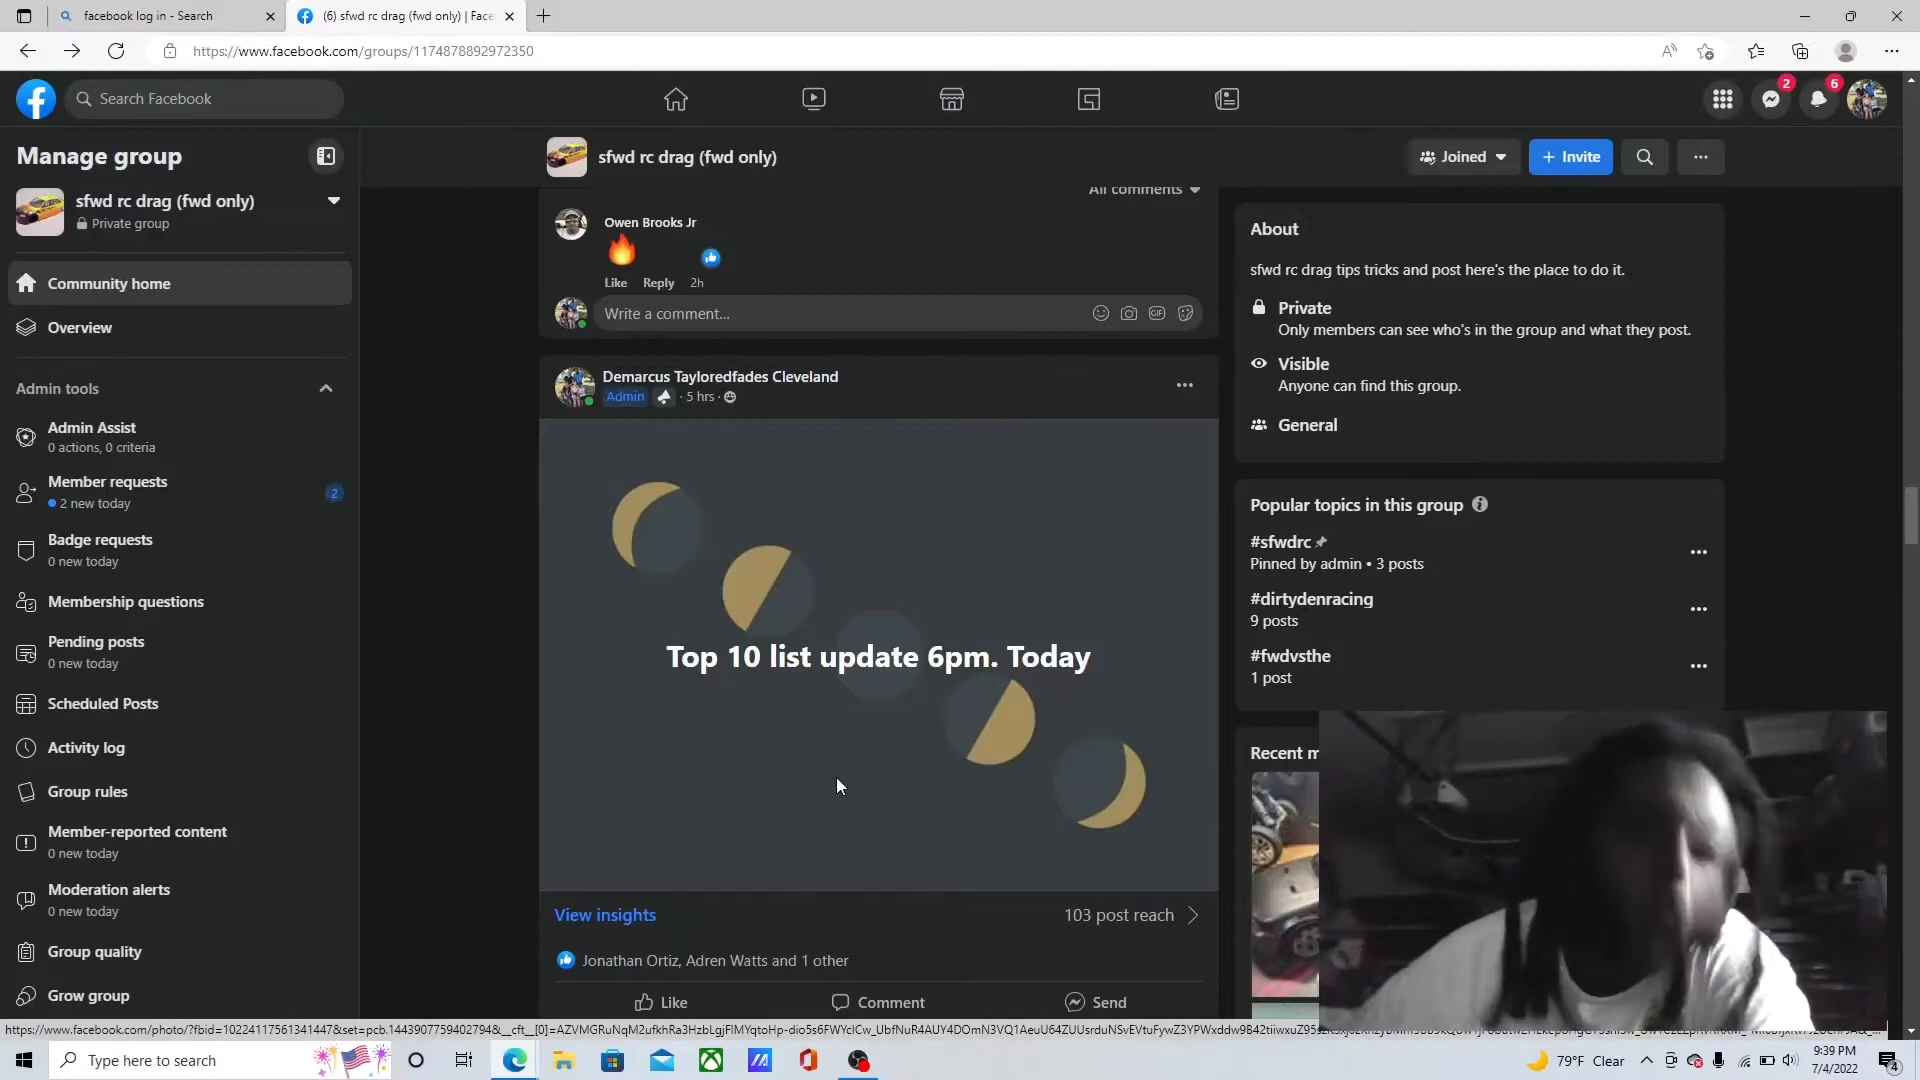 facebook log in - Search
(6) sfwd rc drag (fwd only) | Face
https://www.facebook.com/groups/1174878892972350
Search Facebook
2
6
Manage group
sfwd rc drag (fwd only)
Private group
Community home
Overview
Admin tools
Admin Assist
0 actions, 0 criteria
Member requests
2 new today
2
Badge requests
0 new today
Membership questions
Pending posts
0 new today
Scheduled Posts
Activity log
Group rules
Member-reported content
0 new today
Moderation alerts
0 new today
Group quality
Grow group
sfwd rc drag (fwd only)
Joined
+ Invite
All comments
Owen Brooks Jr
Like Reply 2h
Write a comment...
GIF
Demarcus Tayloredfades Cleveland
Admin · 5 hrs ·
Top 10 list update 6pm. Today
View insights
103 post reach
Jonathan Ortiz, Adren Watts and 1 other
Like
Comment
Send
About
sfwd rc drag tips tricks and post here's the place to do it.
Private
Only members can see who's in the group and what they post.
Visible
Anyone can find this group.
General
Popular topics in this group
#sfwdrc
Pinned by admin • 3 posts
#dirtydenracing
9 posts
#fwdvsthe
1 post
Recent m
Type here to search
79°F Clear
9:39 PM
7/4/2022
4